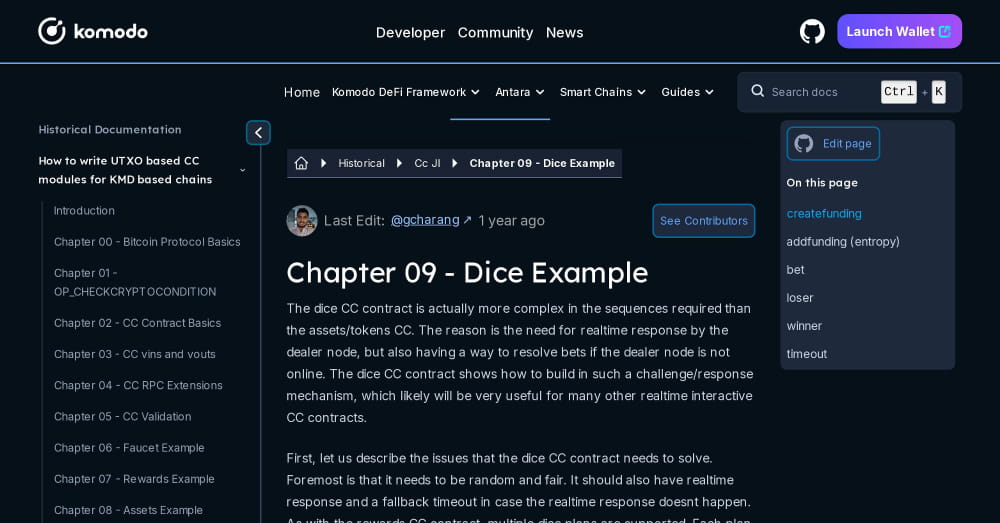 komodo
Developer Community News
Launch Wallet
Home Komodo DeFi Framework Antara Smart Chains Guides
Search docs Ctrl + K
Historical Documentation
How to write UTXO based CC
modules for KMD based chains
Introduction
Chapter 00 - Bitcoin Protocol Basics
Chapter 01 -
OP_CHECKCRYPTOCONDITION
Chapter 02 - CC Contract Basics
Chapter 03 - CC vins and vouts
Chapter 04 - CC RPC Extensions
Chapter 05 - CC Validation
Chapter 06 - Faucet Example
Chapter 07 - Rewards Example
Chapter 08 - Assets Example
Historical Cc Jl Chapter 09 - Dice Example
Last Edit: @gcharang ↗ 1 year ago
See Contributors
Chapter 09 - Dice Example
The dice CC contract is actually more complex in the sequences required than
the assets/tokens CC. The reason is the need for realtime response by the
dealer node, but also having a way to resolve bets if the dealer node is not
online. The dice CC contract shows how to build in such a challenge/response
mechanism, which likely will be very useful for many other realtime interactive
CC contracts.
First, let us describe the issues that the dice CC contract needs to solve.
Foremost is that it needs to be random and fair. It should also have realtime
response and a fallback timeout in case the realtime response doesnt happen.
As with the rewards CC contract, multiple dice plans are supported. Each plan
Edit page
On this page
createfunding
addfunding (entropy)
bet
loser
winner
timeout